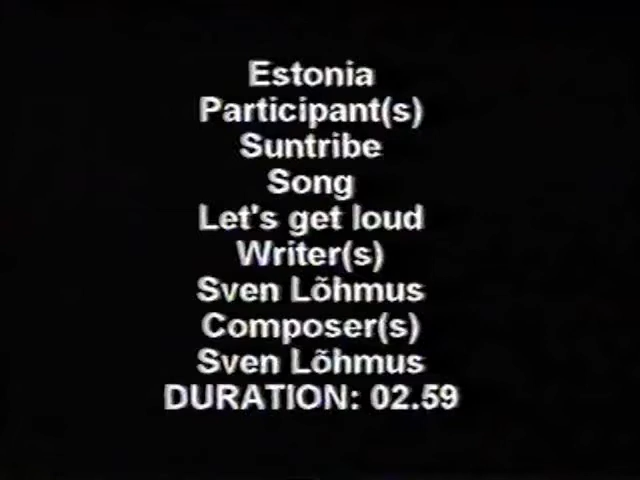 Estonia
Participant(s)
Suntribe
Song
Let's get loud
Writer(s)
Sven Lõhmus
Composer(s)
Sven Lõhmus
DURATION: 02.59